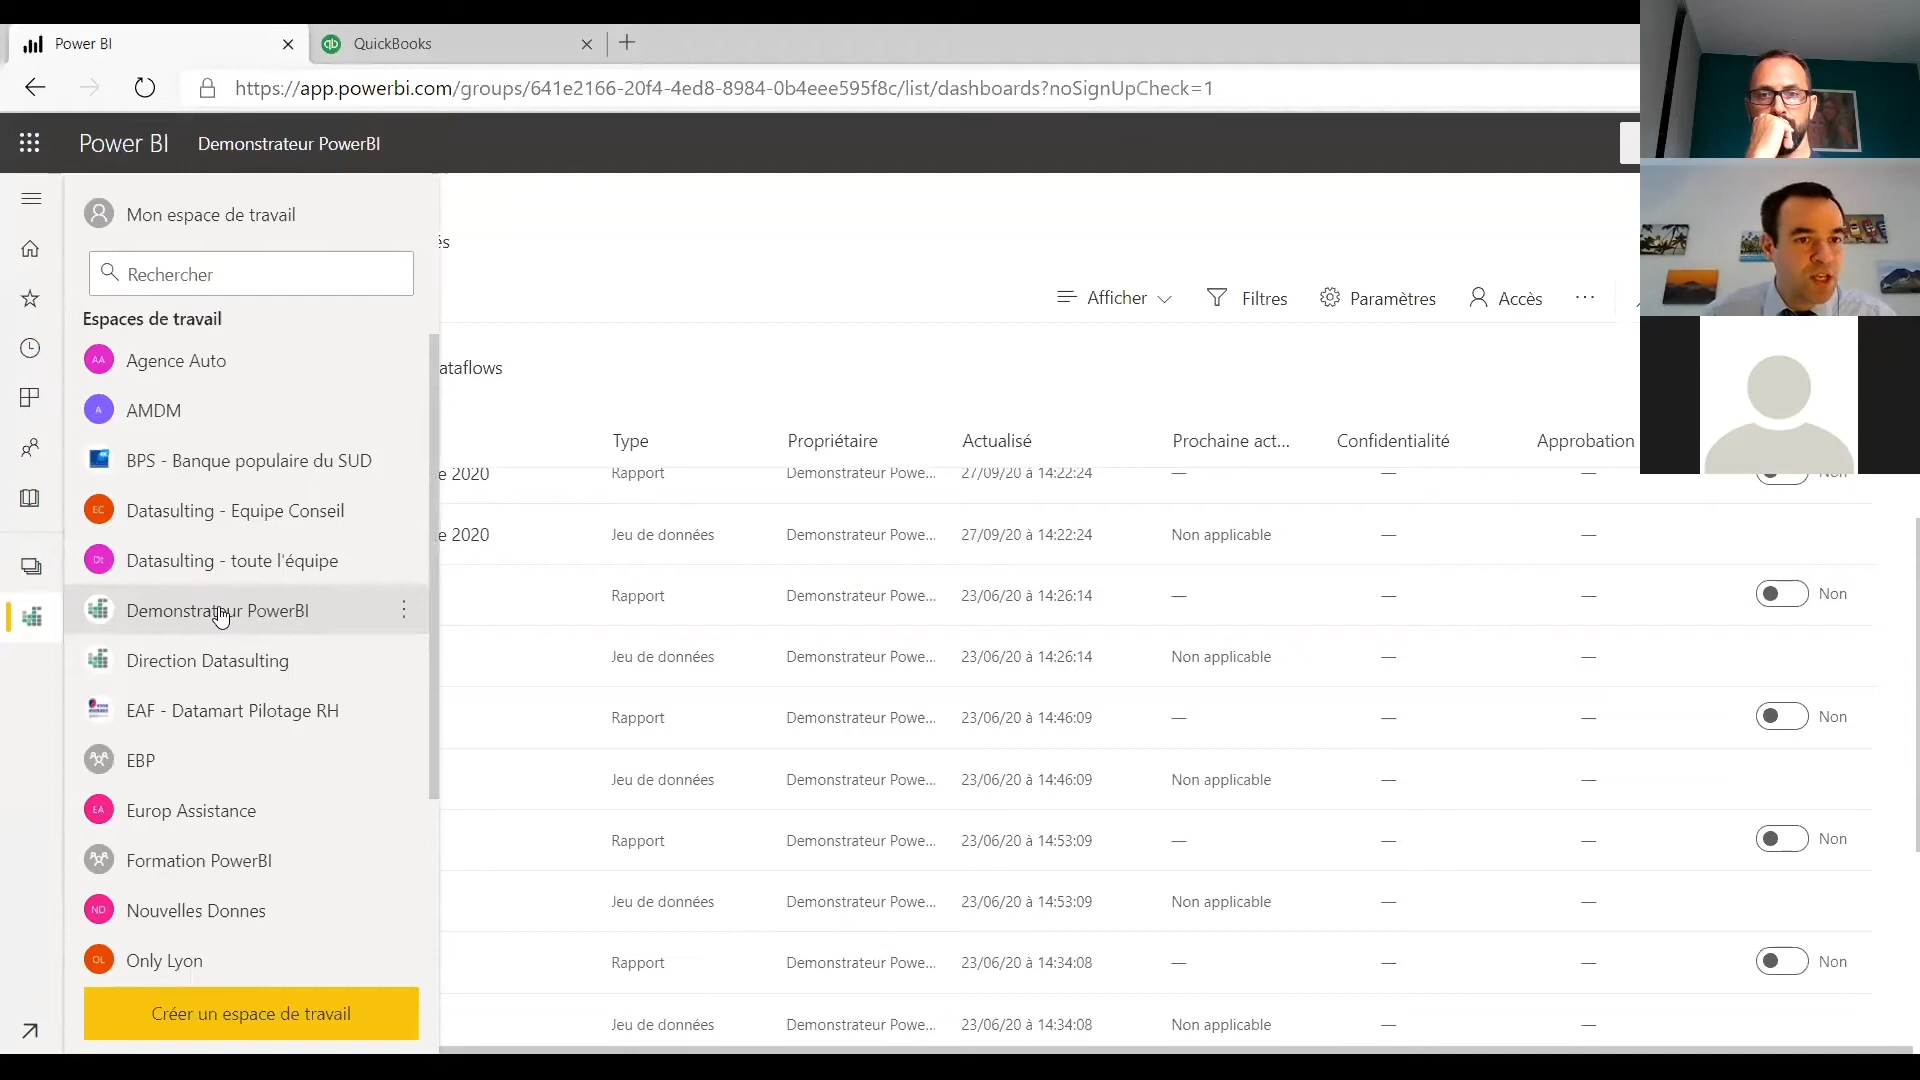 Power BI
QuickBooks
https://app.powerbi.com/groups/641e2166-20f4-4ed8-8984-0b4eee595f8c/list/dashboards?noSignUpCheck=1
Power BI Demonstrateur PowerBI
Mon espace de travail
Rechercher
Espaces de travail
AA Agence Auto
A AMDM
BPS - Banque populaire du SUD
EC Datasulting - Equipe Conseil
Dt Datasulting - toute l'équipe
Demonstrateur PowerBI
Direction Datasulting
EAF - Datamart Pilotage RH
EBP
EA Europ Assistance
Formation PowerBI
ND Nouvelles Donnes
OL Only Lyon
Créer un espace de travail
és
Afficher Filtres Paramètres Accès ...
ataflows
Type Propriétaire Actualisé Prochaine act... Confidentialité Approbation
e 2020 Rapport Demonstrateur Powe... 27/09/20 à 14:22:24 — — — Non
e 2020 Jeu de données Demonstrateur Powe... 27/09/20 à 14:22:24 Non applicable — —
Rapport Demonstrateur Powe... 23/06/20 à 14:26:14 — — — Non
Jeu de données Demonstrateur Powe... 23/06/20 à 14:26:14 Non applicable — —
Rapport Demonstrateur Powe... 23/06/20 à 14:46:09 — — — Non
Jeu de données Demonstrateur Powe... 23/06/20 à 14:46:09 Non applicable — —
Rapport Demonstrateur Powe... 23/06/20 à 14:53:09 — — — Non
Jeu de données Demonstrateur Powe... 23/06/20 à 14:53:09 Non applicable — —
Rapport Demonstrateur Powe... 23/06/20 à 14:34:08 — — — Non
Jeu de données Demonstrateur Powe... 23/06/20 à 14:34:08 Non applicable — —